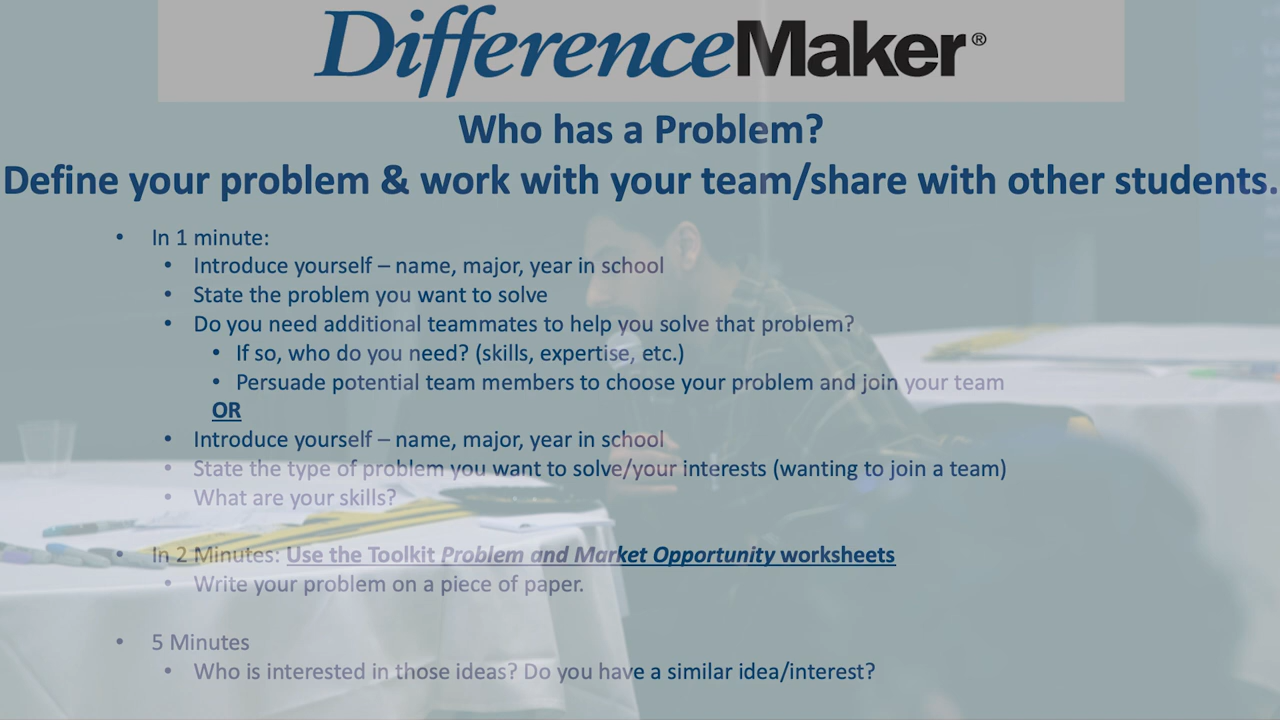 DifferenceMaker®
Who has a Problem?
Define your problem & work with your team/share with other students.
• In 1 minute:
• Introduce yourself – name, major, year in school
• State the problem you want to solve
• Do you need additional teammates to help you solve that problem?
• If so, who do you need? (skills, expertise, etc.)
• Persuade potential team members to choose your problem and join your team
OR
• Introduce yourself – name, major, year in school
• State the type of problem you want to solve/your interests (wanting to join a team)
• What are your skills?
• In 2 Minutes: Use the Toolkit Problem and Market Opportunity worksheets
• Write your problem on a piece of paper.
• 5 Minutes
• Who is interested in those ideas? Do you have a similar idea/interest?